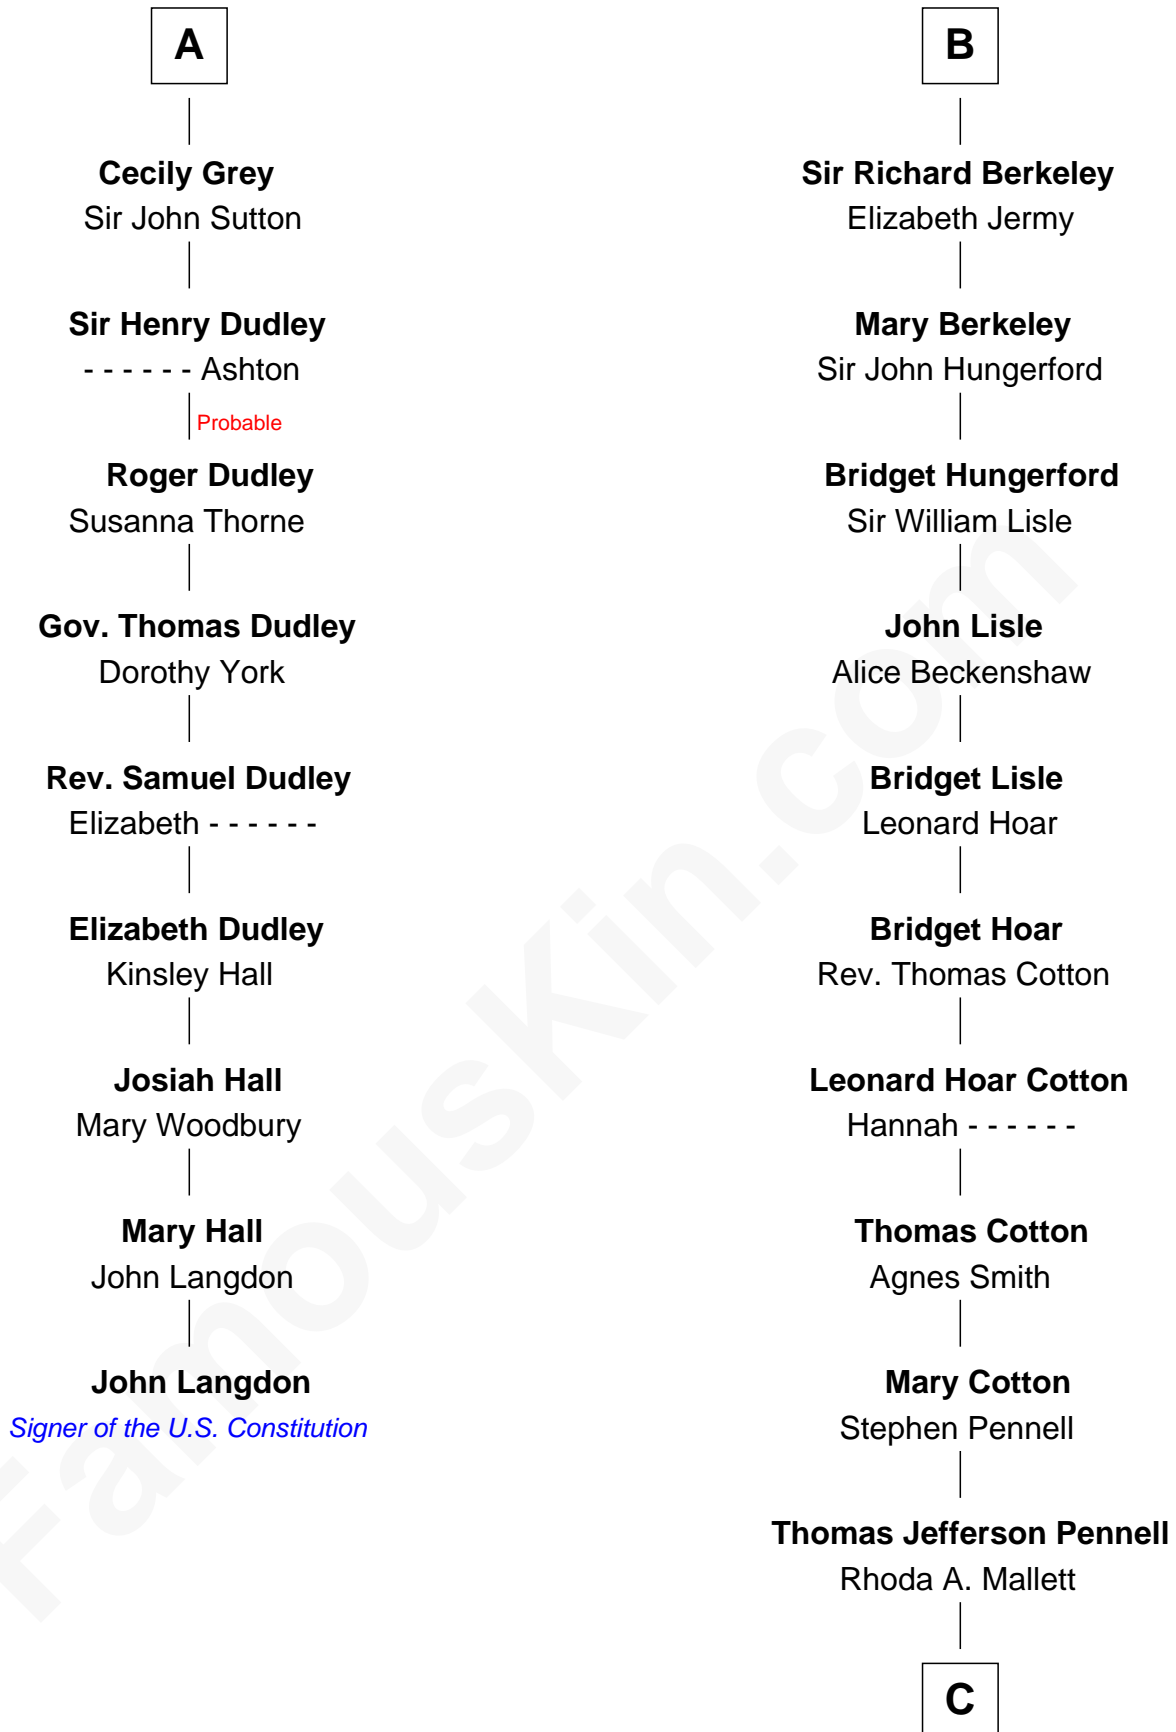 A
Cecily Grey
Sir John Sutton
Sir Henry Dudley
- - - - - - Ashton
Probable
Roger Dudley
Susanna Thorne
Gov. Thomas Dudley
Dorothy York
Rev. Samuel Dudley
Elizabeth - - - - - -
Elizabeth Dudley
Kinsley Hall
Josiah Hall
Mary Woodbury
Mary Hall
John Langdon
John Langdon
Signer of the U.S. Constitution
B
Sir Richard Berkeley
Elizabeth Jermy
Mary Berkeley
Sir John Hungerford
Bridget Hungerford
Sir William Lisle
John Lisle
Alice Beckenshaw
Bridget Lisle
Leonard Hoar
Bridget Hoar
Rev. Thomas Cotton
Leonard Hoar Cotton
Hannah - - - - - -
Thomas Cotton
Agnes Smith
Mary Cotton
Stephen Pennell
Thomas Jefferson Pennell
Rhoda A. Mallett
C
FamousKin.com